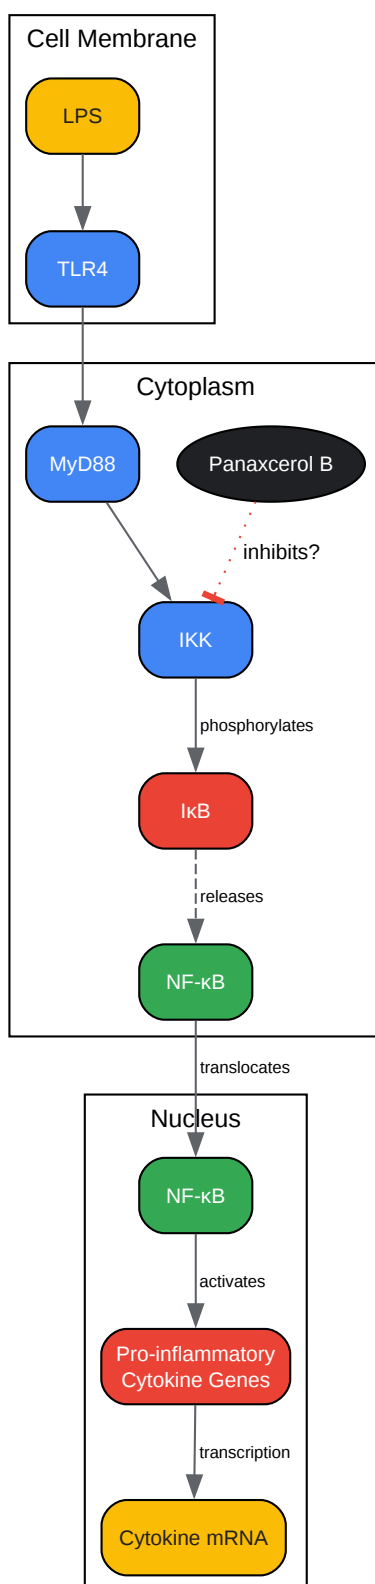 Cell Membrane
LPS
TLR4
Cytoplasm
MyD88
Panaxcerol B
inhibits?
IKK
phosphorylates
IκB
releases
NF-κB
translocates
Nucleus
NF-κB
activates
Pro-inflammatory
Cytokine Genes
transcription
Cytokine mRNA